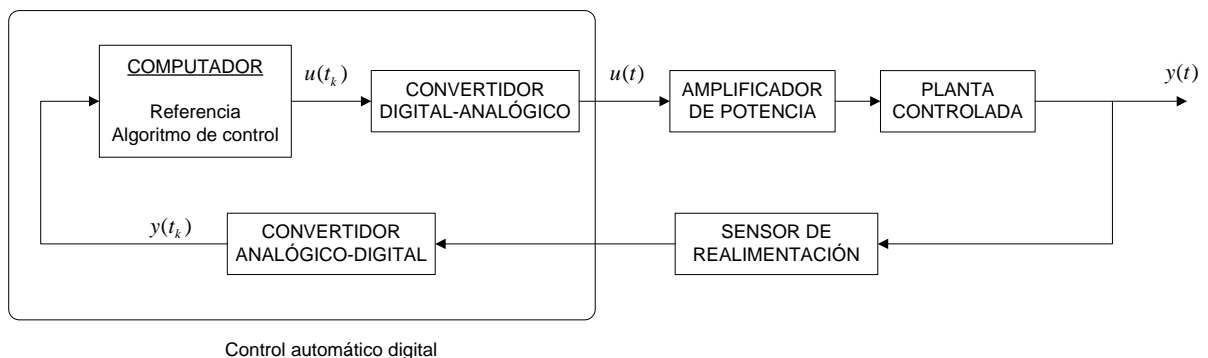 COMPUTADOR
Referencia
Algoritmo de control
u(t_k)
CONVERTIDOR
DIGITAL-ANALÓGICO
u(t)
AMPLIFICADOR
DE POTENCIA
PLANTA
CONTROLADA
y(t)
y(t_k)
CONVERTIDOR
ANALÓGICO-DIGITAL
SENSOR DE
REALIMENTACIÓN
Control automático digital